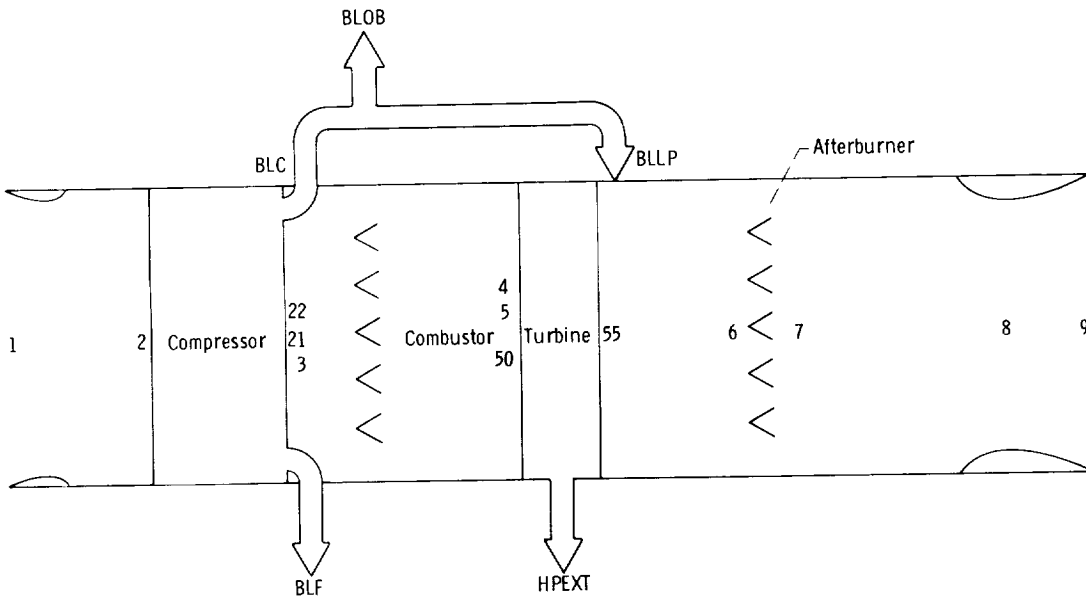 BLOB
BLC
BLLP
Afterburner
1
2
Compressor
22
21
3
Combustor
4
5
50
Turbine
55
6
7
8
9
BLF
HPEXT